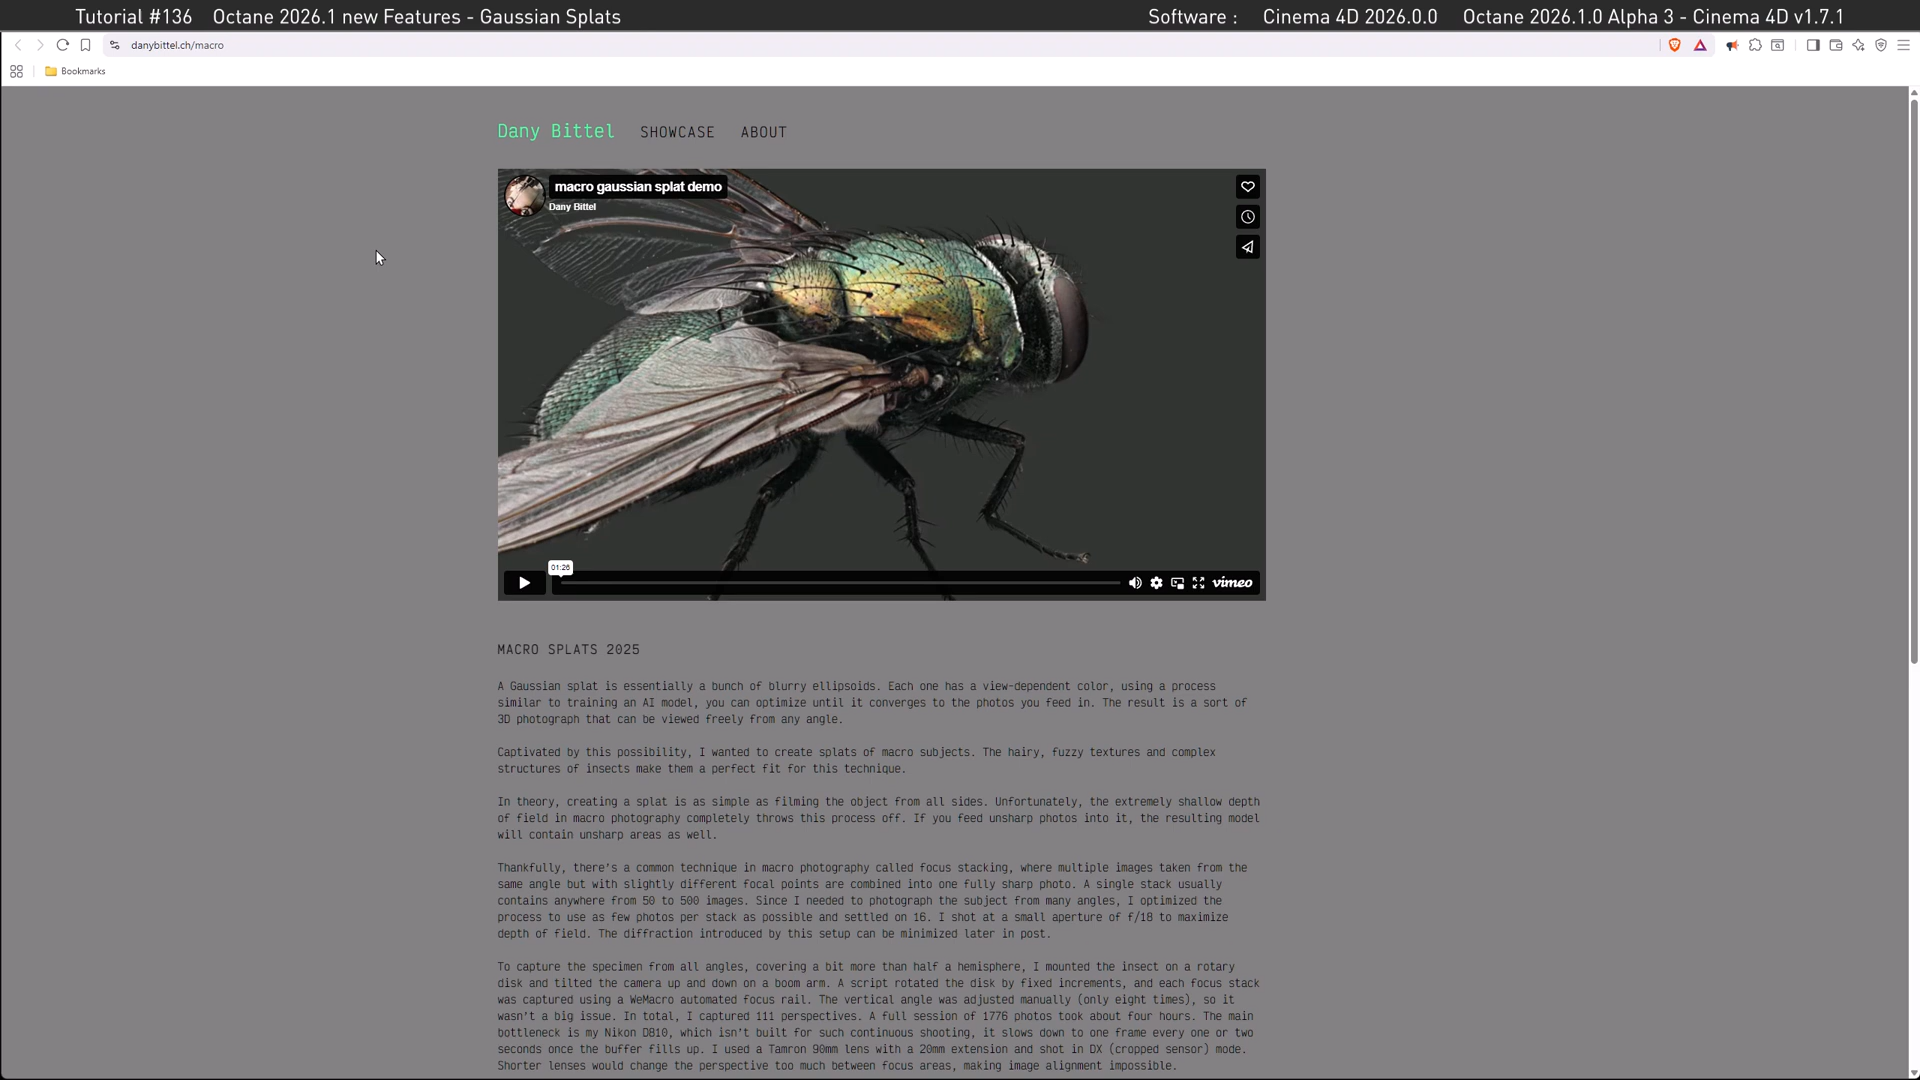 Tutorial #136 Octane 2026.1 new Features - Gaussian Splats Software : Cinema 4D 2026.0.0 Octane 2026.1.0 Alpha 3 - Cinema 4D v1.7.1
danybittel.ch/macro
Bookmarks
Dany Bittel SHOWCASE ABOUT
macro gaussian splat demo
Dany Bittel
01:26
vimeo
MACRO SPLATS 2025
A Gaussian splat is essentially a bunch of blurry ellipsoids. Each one has a view-dependent color, using a process
similar to training an AI model, you can optimize until it converges to the photos you feed in. The result is a sort of
3D photograph that can be viewed freely from any angle.
Captivated by this possibility, I wanted to create splats of macro subjects. The hairy, fuzzy textures and complex
structures of insects make them a perfect fit for this technique.
In theory, creating a splat is as simple as filming the object from all sides. Unfortunately, the extremely shallow depth
of field in macro photography completely throws this process off. If you feed unsharp photos into it, the resulting model
will contain unsharp areas as well.
Thankfully, there's a common technique in macro photography called focus stacking, where multiple images taken from the
same angle but with slightly different focal points are combined into one fully sharp photo. A single stack usually
contains anywhere from 50 to 500 images. Since I needed to photograph the subject from many angles, I optimized the
process to use as few photos per stack as possible and settled on 16. I shot at a small aperture of f/18 to maximize
depth of field. The diffraction introduced by this setup can be minimized later in post.
To capture the specimen from all angles, covering a bit more than half a hemisphere, I mounted the insect on a rotary
disk and tilted the camera up and down on a boom arm. A script rotated the disk by fixed increments, and each focus stack
was captured using a WeMacro automated focus rail. The vertical angle was adjusted manually (only eight times), so it
wasn't a big issue. In total, I captured 111 perspectives. A full session of 1776 photos took about four hours. The main
bottleneck is my Nikon D810, which isn't built for such continuous shooting, it slows down to one frame every one or two
seconds once the buffer fills up. I used a Tamron 90mm lens with a 20mm extension and shot in DX (cropped sensor) mode.
Shorter lenses would change the perspective too much between focus areas, making image alignment impossible.